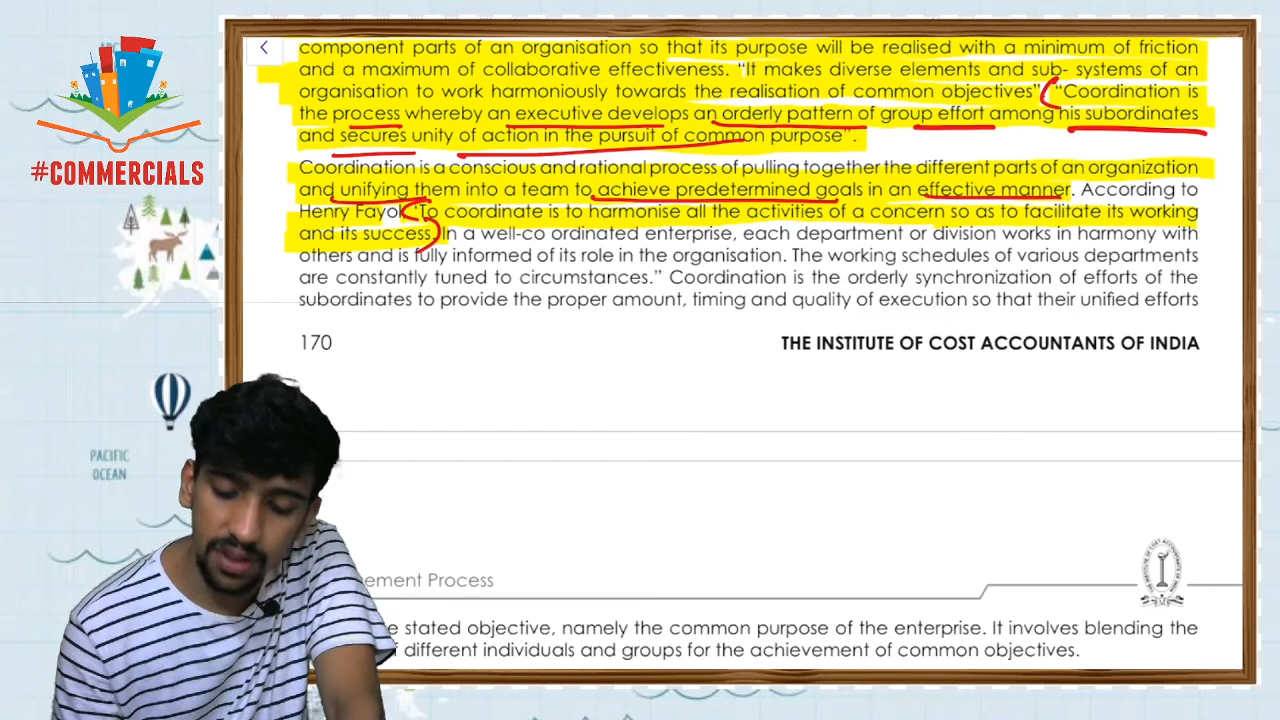 #COMMERCIALS
component parts of an organisation so that its purpose will be realised with a minimum of friction
and a maximum of collaborative effectiveness. “It makes diverse elements and sub- systems of an
organisation to work harmoniously towards the realisation of common objectives” “Coordination is
the process whereby an executive develops an orderly pattern of group effort among his subordinates
and secures unity of action in the pursuit of common purpose”.
Coordination is a conscious and rational process of pulling together the different parts of an organization
and unifying them into a team to achieve predetermined goals in an effective manner. According to
Henry Fayol, “To coordinate is to harmonise all the activities of a concern so as to facilitate its working
and its success. In a well-co ordinated enterprise, each department or division works in harmony with
others and is fully informed of its role in the organisation. The working schedules of various departments
are constantly tuned to circumstances.” Coordination is the orderly synchronization of efforts of the
subordinates to provide the proper amount, timing and quality of execution so that their unified efforts
170 THE INSTITUTE OF COST ACCOUNTANTS OF INDIA
PACIFIC
OCEAN
ement Process
e stated objective, namely the common purpose of the enterprise. It involves blending the
f different individuals and groups for the achievement of common objectives.